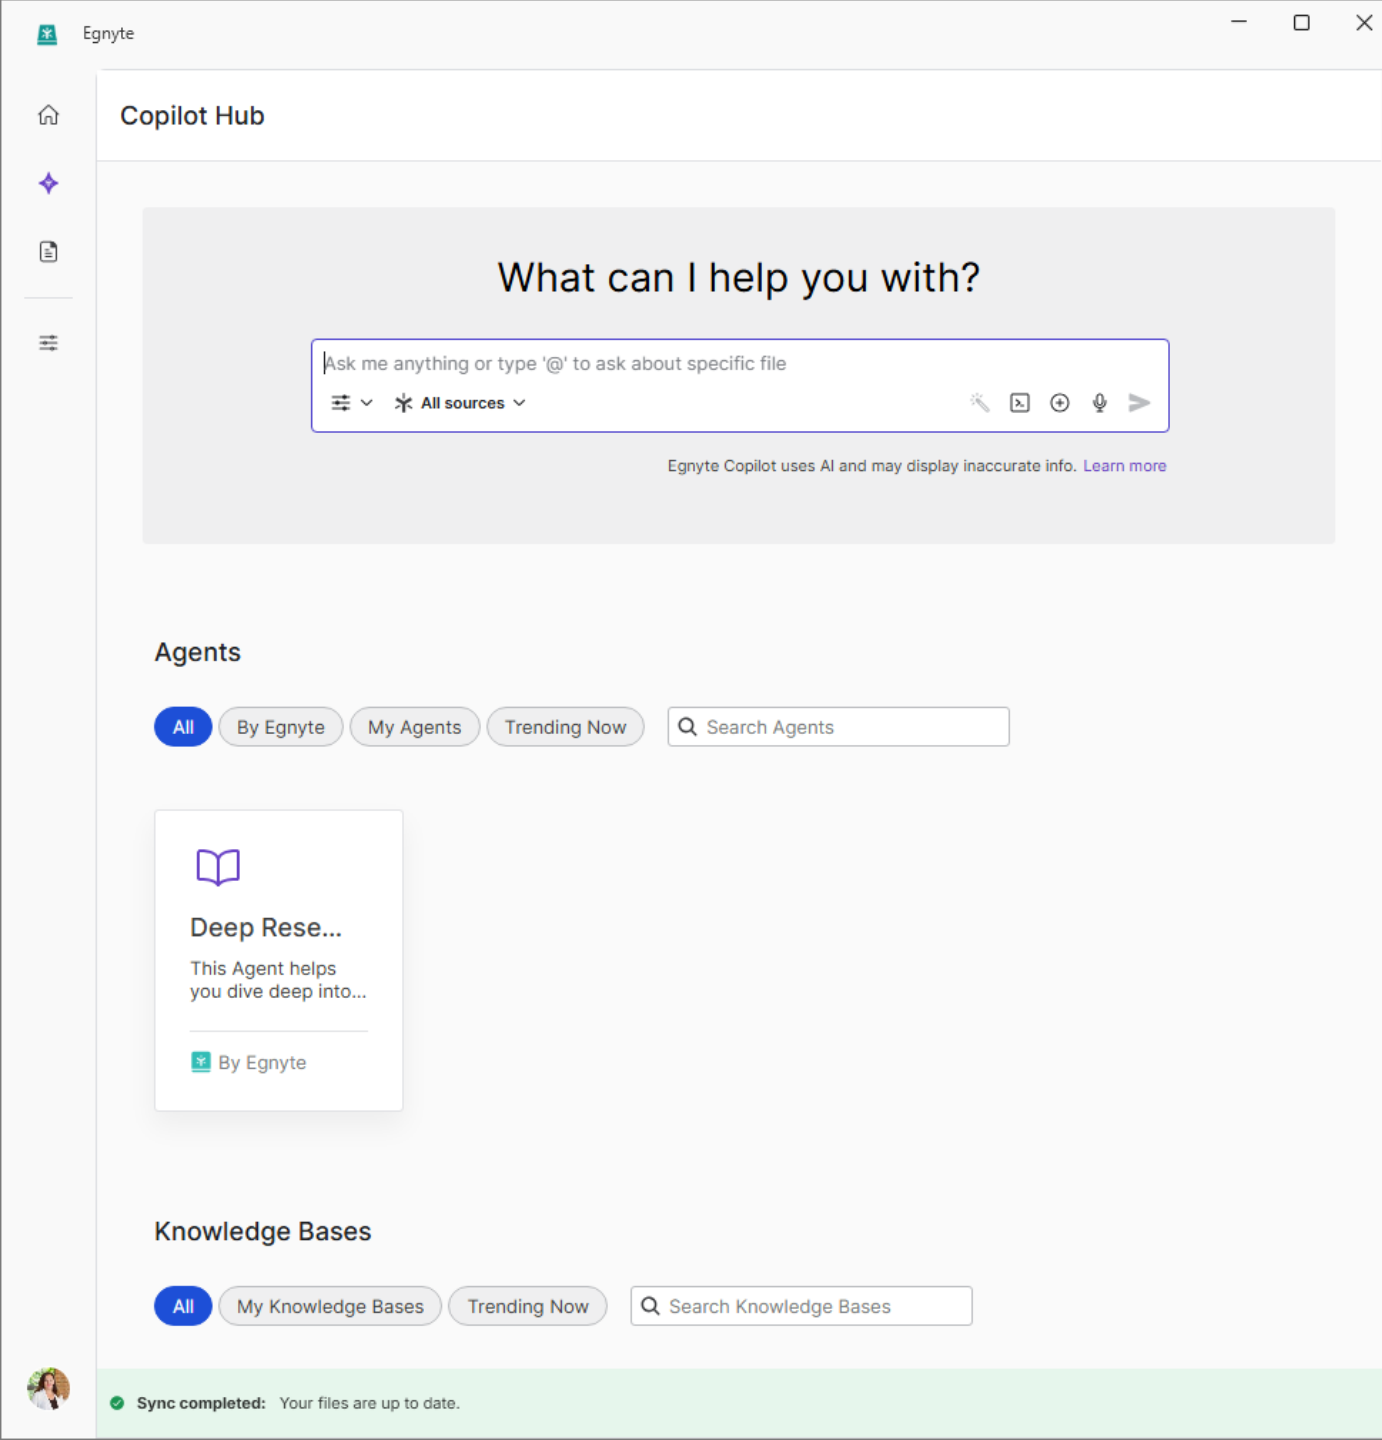 Egnyte
Copilot Hub
What can I help you with?
Ask me anything or type '@' to ask about specific file
All sources
Egnyte Copilot uses AI and may display inaccurate info. Learn more
Agents
All By Egnyte My Agents Trending Now Search Agents
Deep Rese...
This Agent helps
you dive deep into...
By Egnyte
Knowledge Bases
All My Knowledge Bases Trending Now Search Knowledge Bases
Sync completed: Your files are up to date.